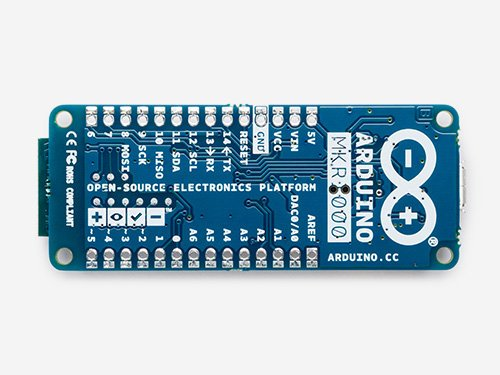 6
7
8 MOSI
9 SCK
10 MISO
11 SDA
12 SCL
13→RX
14←TX
RESET
GND
VCC
VIN
5V
CE FC ROHS COMPLIANT
OPEN-SOURCE ELECTRONICS PLATFORM
ARDUINO
~5
~4
~3
~2
1
0
A6
A5
A4
A3
A2
A1
DAC0/A0
AREF
ARDUINO.CC